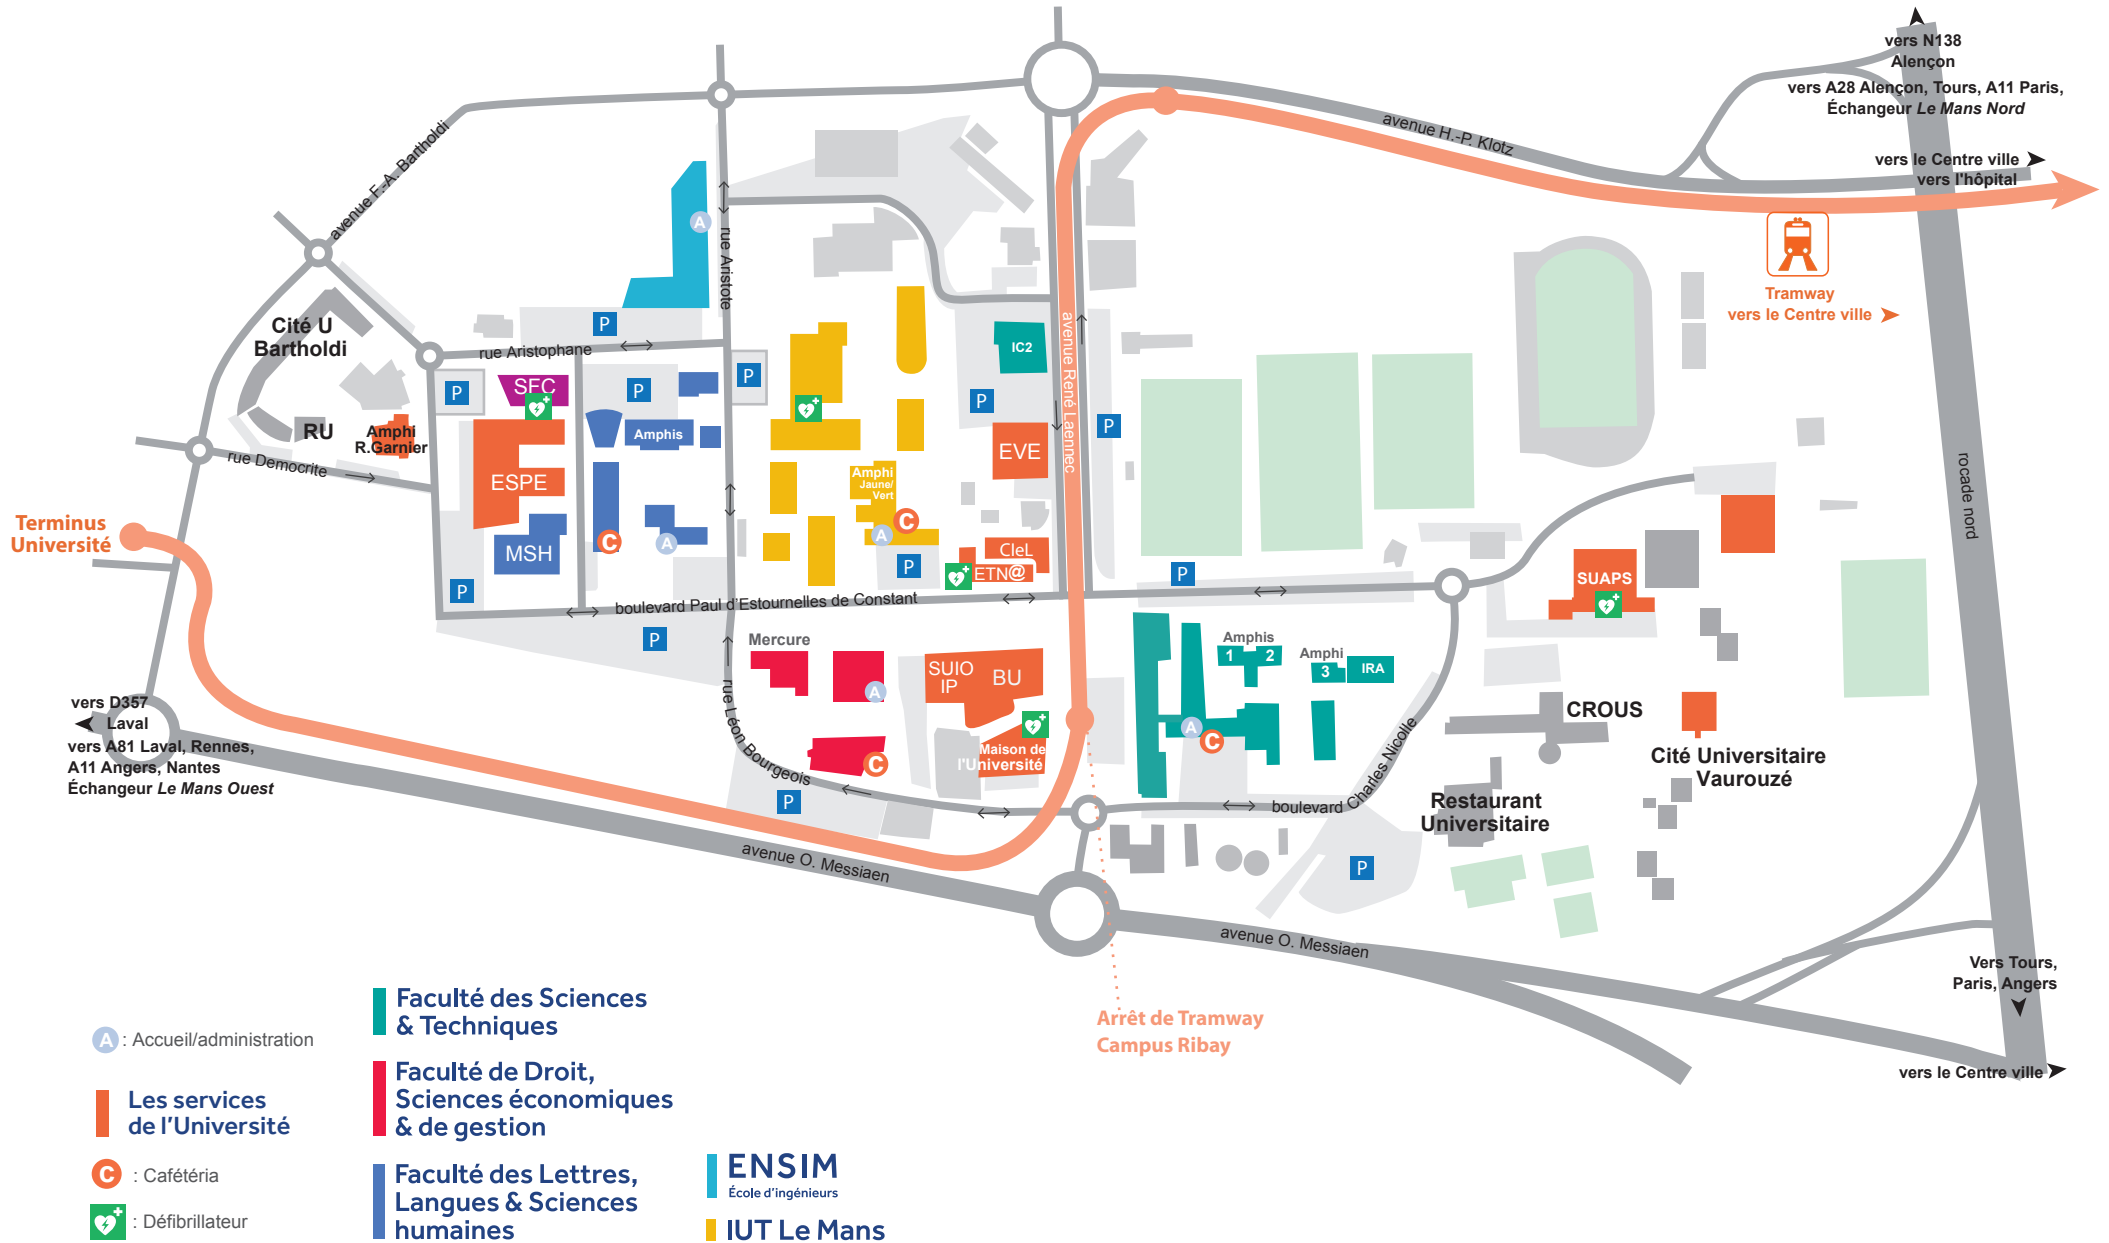 vers N138
Alençon
vers A28 Alençon, Tours, A11 Paris,
Échangeur Le Mans Nord
avenue H.-P. Klotz
vers le Centre ville
vers l'hôpital
avenue F.-A. Bartholdi
A
rue Aristote
Tramway
vers le Centre ville
Cité U
Bartholdi
P
rue Aristophane
avenue René Laennec
IC2
P
SFC
P
P
P
P
RU
Amphi
R.Garnier
Amphis
EVE
rue Democrite
ESPE
Amphi
Jaune/
Vert
rocade nord
Terminus
Université
MSH
C
A
C
A
P
CIeL
ETN@
P
SUAPS
P
boulevard Paul d'Estournelles de Constant
P
Mercure
SUIO
IP
BU
A
Amphis
1
2
Amphi
3
IRA
rue Léon Bourgeois
vers D357
Laval
vers A81 Laval, Rennes,
A11 Angers, Nantes
Échangeur Le Mans Ouest
C
Maison de
l'Université
A
C
CROUS
Cité Universitaire
Vaurouzé
P
boulevard Charles Nicolle
Restaurant
Universitaire
avenue O. Messiaen
P
avenue O. Messiaen
Vers Tours,
Paris, Angers
Arrêt de Tramway
Campus Ribay
vers le Centre ville
A : Accueil/administration
Les services
de l'Université
C : Cafétéria
: Défibrillateur
Faculté des Sciences
& Techniques
Faculté de Droit,
Sciences économiques
& de gestion
Faculté des Lettres,
Langues & Sciences
humaines
ENSIM
École d'ingénieurs
IUT Le Mans